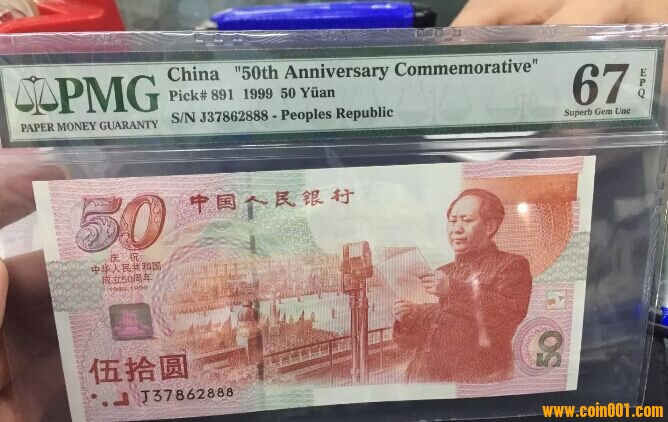 PMG
PAPER MONEY GUARANTY
China "50th Anniversary Commemorative"
Pick# 891 1999 50 Yüan
S/N J37862888 - Peoples Republic
67 EPQ
Superb Gem Unc
50
中国人民银行
庆祝
中华人民共和国
成立50周年
1949-1999
伍拾圆
J37862888
50
www.coin001.com